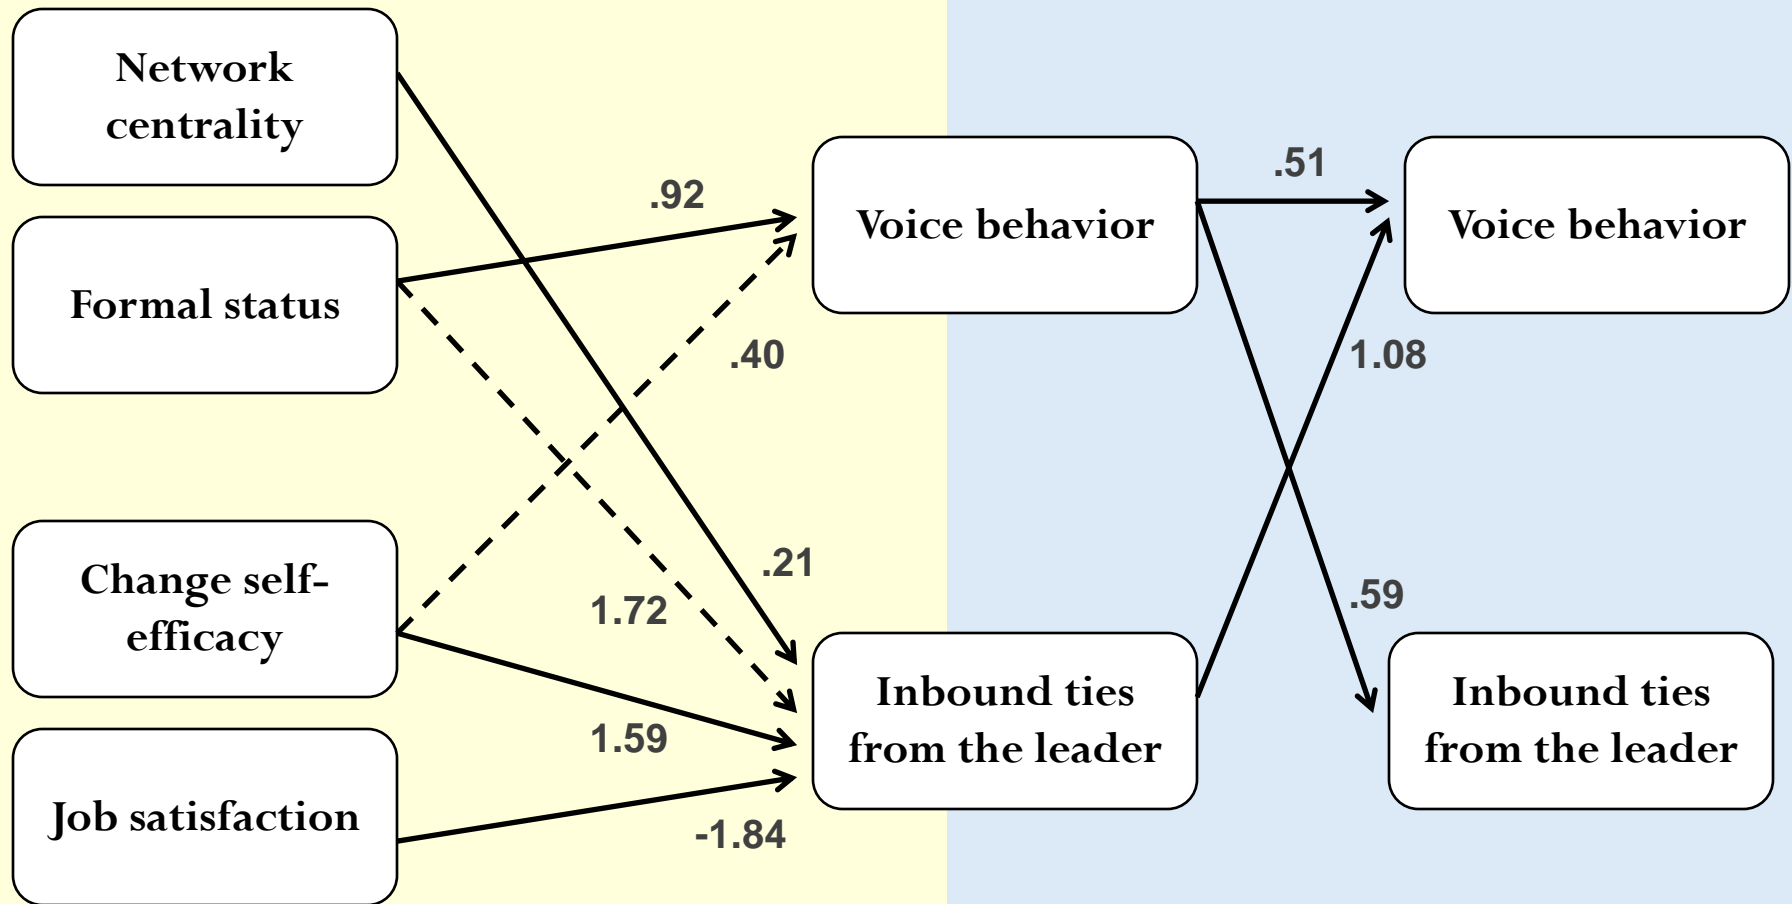 Network
centrality
Formal status
Change self-
efficacy
Job satisfaction
.92
.40
.21
1.72
1.59
-1.84
Voice behavior
Inbound ties
from the leader
.51
1.08
.59
Voice behavior
Inbound ties
from the leader